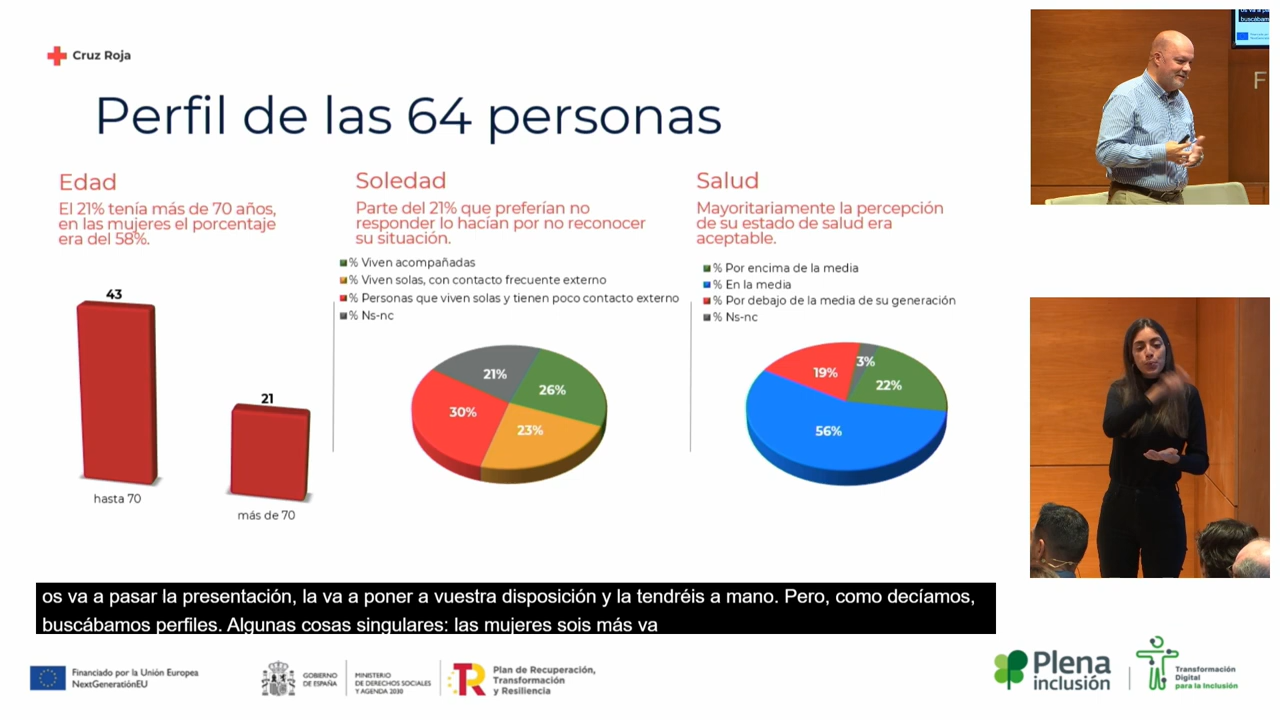 Cruz Roja
Perfil de las 64 personas
Edad
El 21% tenía más de 70 años,
en las mujeres el porcentaje
era del 58%.
43
21
hasta 70
más de 70
Soledad
Parte del 21% que preferían no
responder lo hacían por no reconocer
su situación.
% Viven acompañadas
% Viven solas, con contacto frecuente externo
% Personas que viven solas y tienen poco contacto externo
% Ns-nc
21%
26%
30%
23%
Salud
Mayoritariamente la percepción
de su estado de salud era
aceptable.
% Por encima de la media
% En la media
% Por debajo de la media de su generación
% Ns-nc
3%
19%
22%
56%
F
os va a pasar la presentación, la va a poner a vuestra disposición y la tendréis a mano. Pero, como decíamos,
buscábamos perfiles. Algunas cosas singulares: las mujeres sois más va
Financiado por la Unión Europea
NextGenerationEU
GOBIERNO
DE ESPAÑA
MINISTERIO
DE DERECHOS SOCIALES
Y AGENDA 2030
Plan de Recuperación,
Transformación
y Resiliencia
Plena
inclusión
Transformación
Digital
para la Inclusión